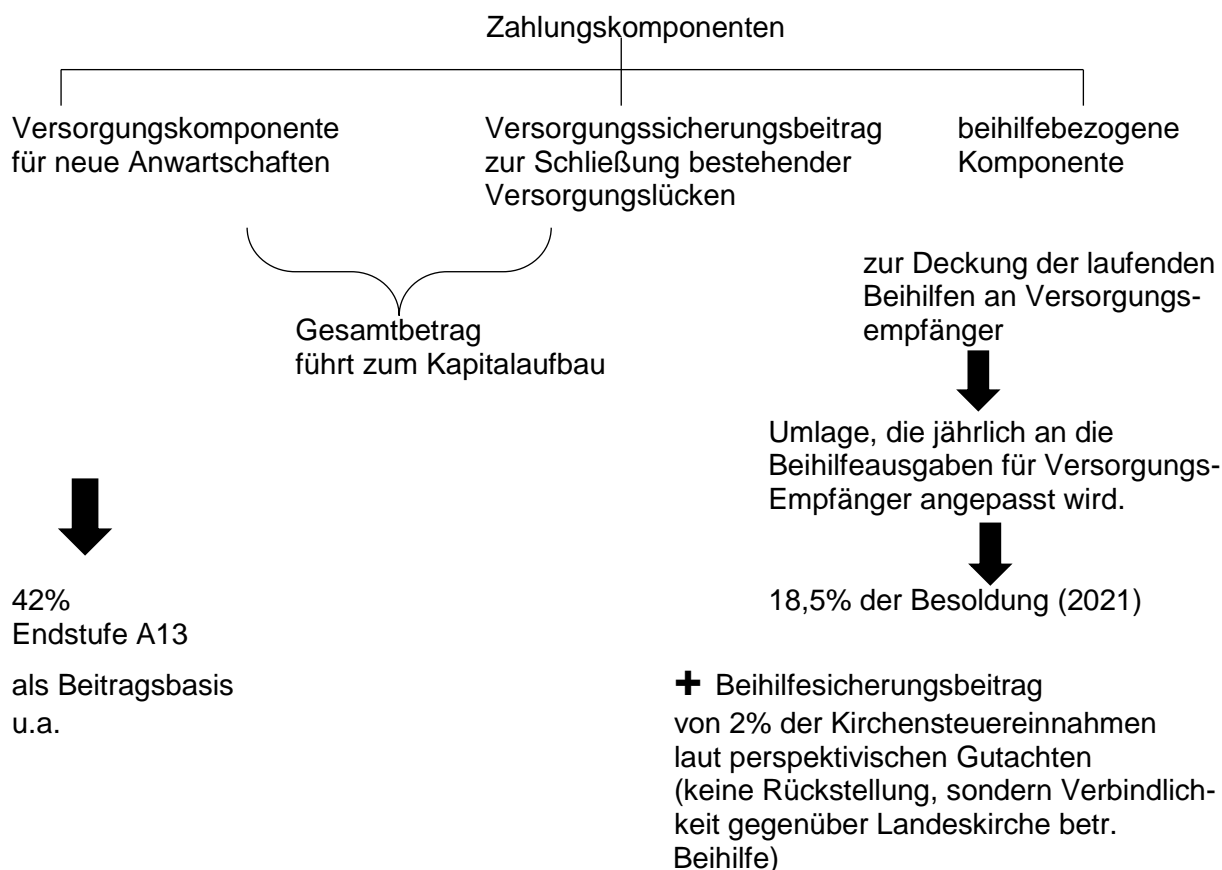 Zahlungskomponenten
Versorgungskomponente
für neue Anwartschaften
Versorgungssicherungsbeitrag
zur Schließung bestehender
Versorgungslücken
beihilfebezogene
Komponente
Gesamtbetrag
führt zum Kapitalaufbau
zur Deckung der laufenden
Beihilfen an Versorgungs-
empfänger
Umlage, die jährlich an die
Beihilfeausgaben für Versorgungs-
Empfänger angepasst wird.
42%
Endstufe A13
als Beitragsbasis
u.a.
18,5% der Besoldung (2021)
+ Beihilfesicherungsbeitrag
von 2% der Kirchensteuereinnahmen
laut perspektivischen Gutachten
(keine Rückstellung, sondern Verbindlich-
keit gegenüber Landeskirche betr.
Beihilfe)